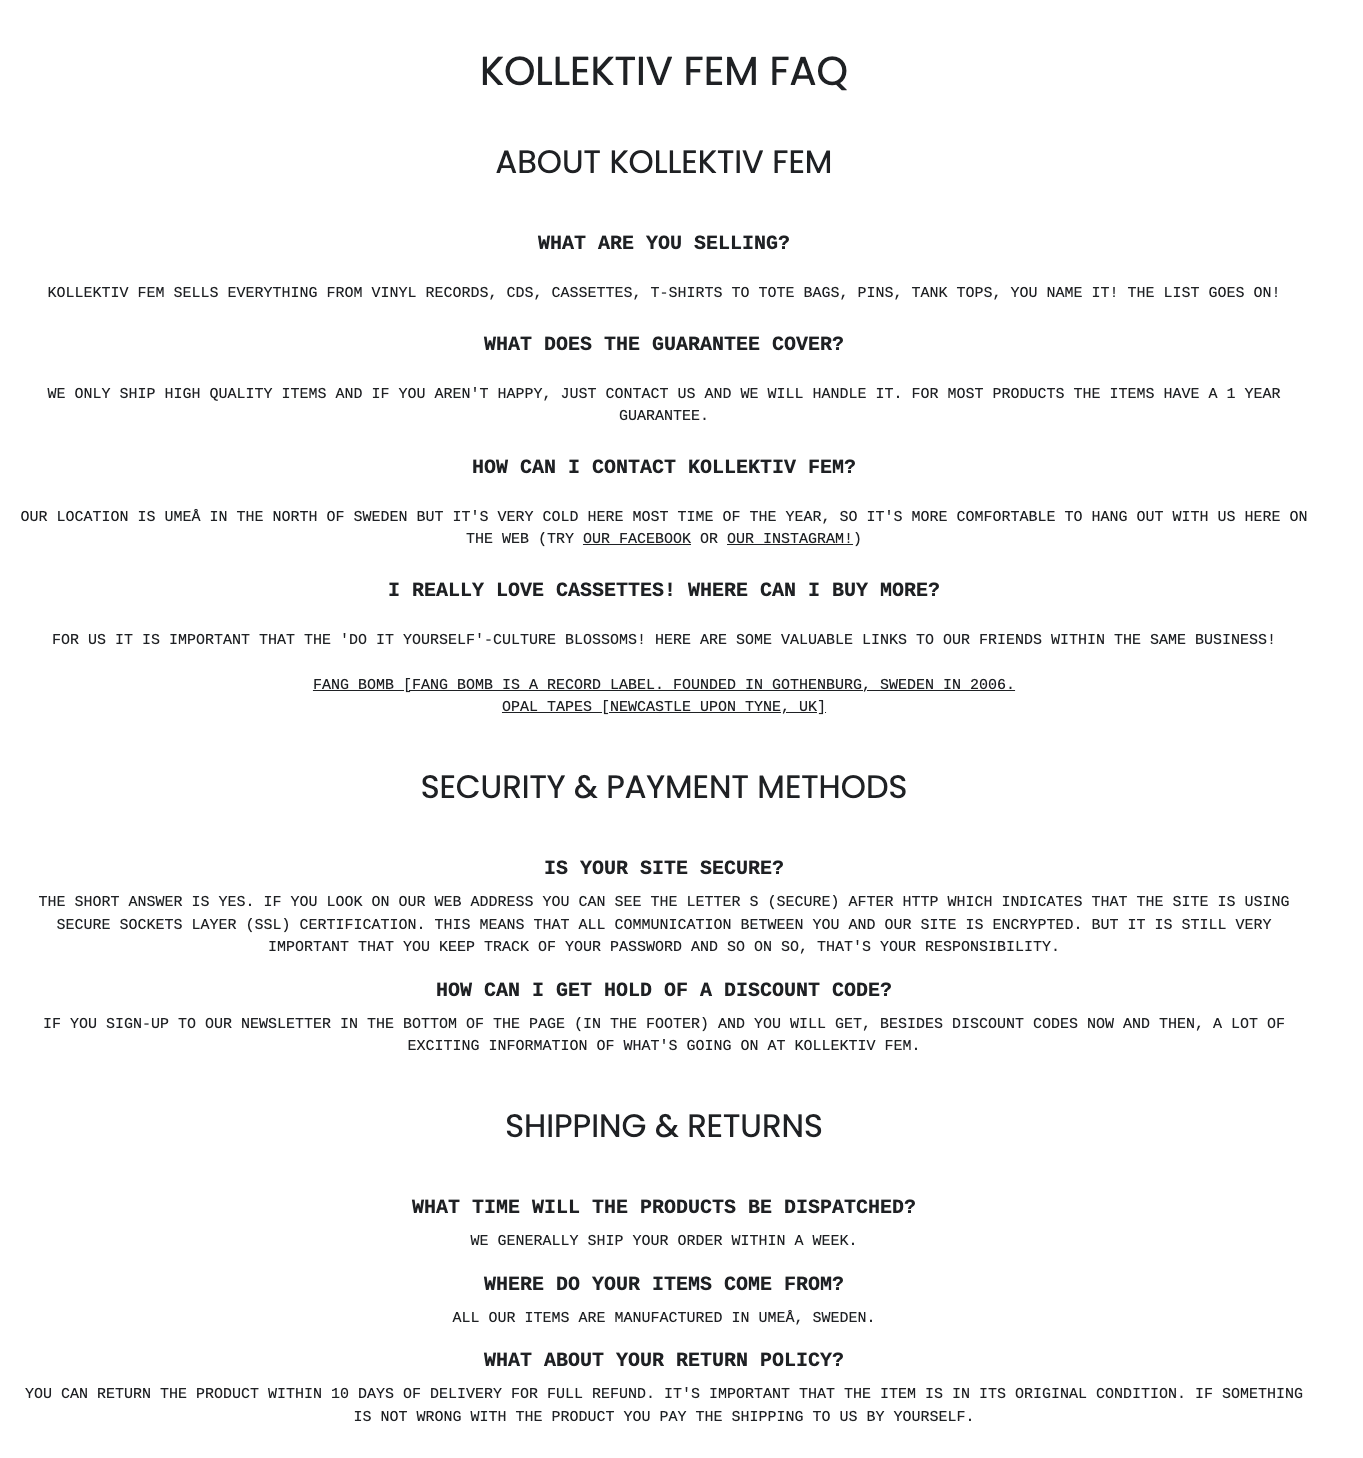 KOLLEKTIV FEM FAQ
ABOUT KOLLEKTIV FEM
WHAT ARE YOU SELLING?
KOLLEKTIV FEM SELLS EVERYTHING FROM VINYL RECORDS, CDS, CASSETTES, T-SHIRTS TO TOTE BAGS, PINS, TANK TOPS, YOU NAME IT! THE LIST GOES ON!
WHAT DOES THE GUARANTEE COVER?
WE ONLY SHIP HIGH QUALITY ITEMS AND IF YOU AREN'T HAPPY, JUST CONTACT US AND WE WILL HANDLE IT. FOR MOST PRODUCTS THE ITEMS HAVE A 1 YEAR
GUARANTEE.
HOW CAN I CONTACT KOLLEKTIV FEM?
OUR LOCATION IS UMEÅ IN THE NORTH OF SWEDEN BUT IT'S VERY COLD HERE MOST TIME OF THE YEAR, SO IT'S MORE COMFORTABLE TO HANG OUT WITH US HERE ON
THE WEB (TRY OUR FACEBOOK OR OUR INSTAGRAM!)
I REALLY LOVE CASSETTES! WHERE CAN I BUY MORE?
FOR US IT IS IMPORTANT THAT THE 'DO IT YOURSELF'-CULTURE BLOSSOMS! HERE ARE SOME VALUABLE LINKS TO OUR FRIENDS WITHIN THE SAME BUSINESS!
FANG BOMB [FANG BOMB IS A RECORD LABEL. FOUNDED IN GOTHENBURG, SWEDEN IN 2006.
OPAL TAPES [NEWCASTLE UPON TYNE, UK]
SECURITY & PAYMENT METHODS
IS YOUR SITE SECURE?
THE SHORT ANSWER IS YES. IF YOU LOOK ON OUR WEB ADDRESS YOU CAN SEE THE LETTER S (SECURE) AFTER HTTP WHICH INDICATES THAT THE SITE IS USING
SECURE SOCKETS LAYER (SSL) CERTIFICATION. THIS MEANS THAT ALL COMMUNICATION BETWEEN YOU AND OUR SITE IS ENCRYPTED. BUT IT IS STILL VERY
IMPORTANT THAT YOU KEEP TRACK OF YOUR PASSWORD AND SO ON SO, THAT'S YOUR RESPONSIBILITY.
HOW CAN I GET HOLD OF A DISCOUNT CODE?
IF YOU SIGN-UP TO OUR NEWSLETTER IN THE BOTTOM OF THE PAGE (IN THE FOOTER) AND YOU WILL GET, BESIDES DISCOUNT CODES NOW AND THEN, A LOT OF
EXCITING INFORMATION OF WHAT'S GOING ON AT KOLLEKTIV FEM.
SHIPPING & RETURNS
WHAT TIME WILL THE PRODUCTS BE DISPATCHED?
WE GENERALLY SHIP YOUR ORDER WITHIN A WEEK.
WHERE DO YOUR ITEMS COME FROM?
ALL OUR ITEMS ARE MANUFACTURED IN UMEÅ, SWEDEN.
WHAT ABOUT YOUR RETURN POLICY?
YOU CAN RETURN THE PRODUCT WITHIN 10 DAYS OF DELIVERY FOR FULL REFUND. IT'S IMPORTANT THAT THE ITEM IS IN ITS ORIGINAL CONDITION. IF SOMETHING
IS NOT WRONG WITH THE PRODUCT YOU PAY THE SHIPPING TO US BY YOURSELF.